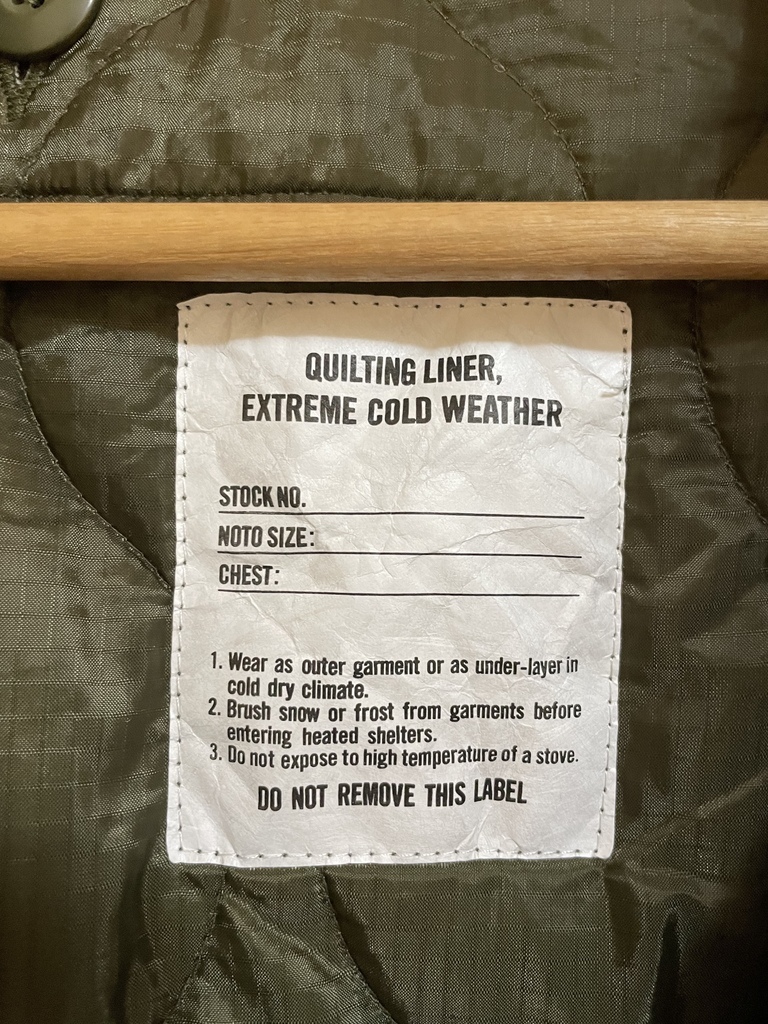 QUILTING LINER,
EXTREME COLD WEATHER
STOCK NO.
NOTO SIZE:
CHEST:
1. Wear as outer garment or as under-layer in
cold dry climate.
2. Brush snow or frost from garments before
entering heated shelters.
3. Do not expose to high temperature of a stove.
DO NOT REMOVE THIS LABEL